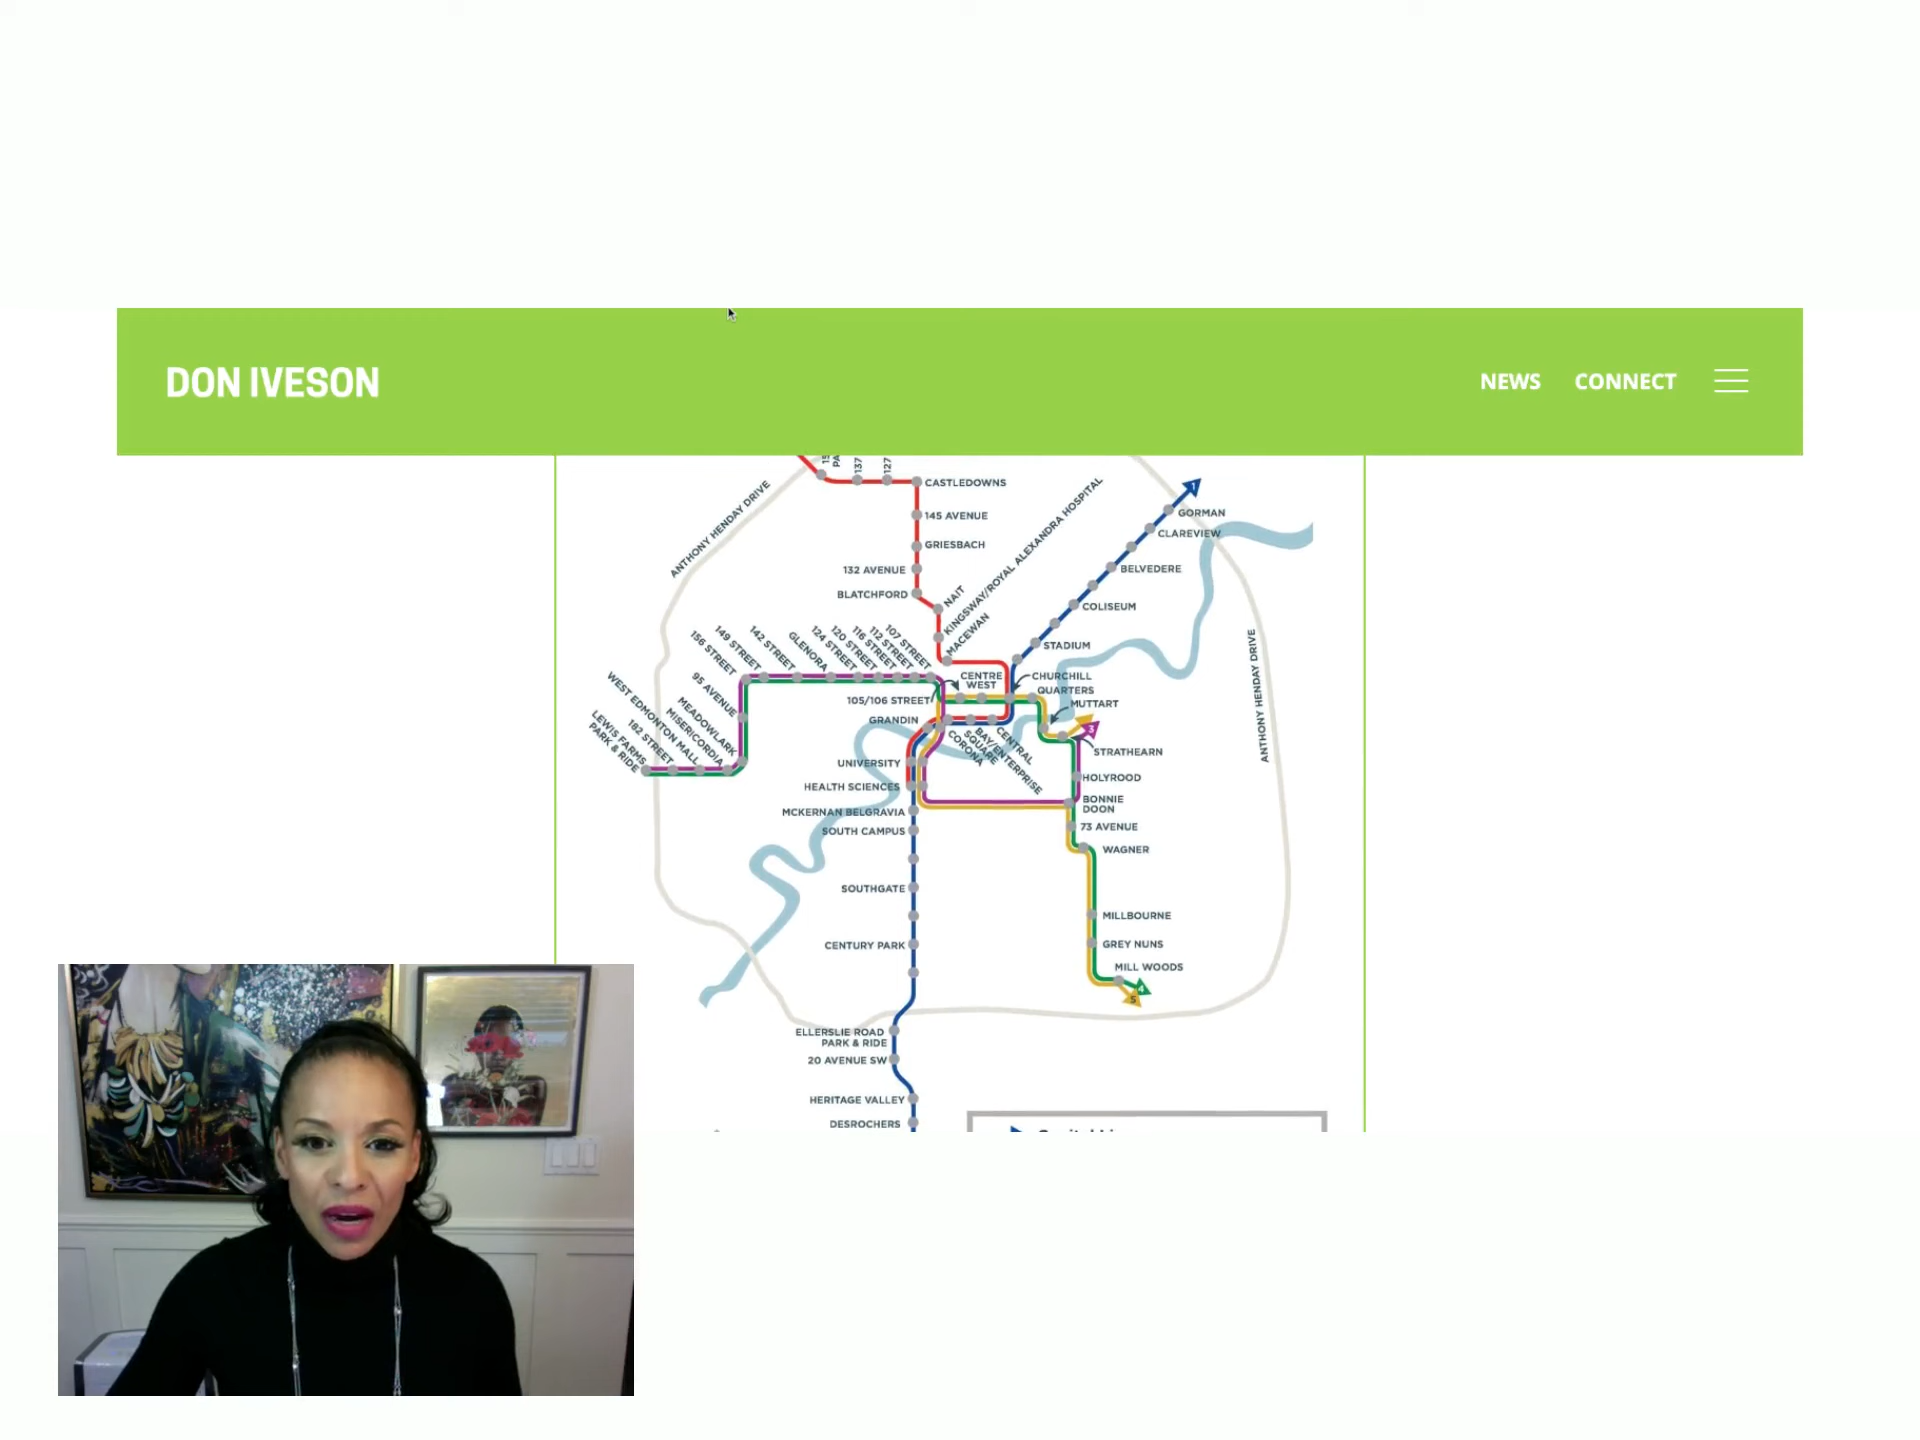 DON IVESON
NEWS CONNECT
137
127
CASTLEDOWNS
145 AVENUE
GRIESBACH
132 AVENUE
BLATCHFORD
NAIT
KINGSWAY/ROYAL ALEXANDRA HOSPITAL
MACEWAN
ANTHONY HENDAY DRIVE
1
GORMAN
CLAREVIEW
BELVEDERE
COLISEUM
STADIUM
ANTHONY HENDAY DRIVE
107 STREET
112 STREET
116 STREET
120 STREET
124 STREET
GLENORA
142 STREET
149 STREET
156 STREET
95 AVENUE
MEADOWLARK
MISERICORDIA
WEST EDMONTON MALL
182 STREET
LEWIS FARMS
PARK & RIDE
CENTRE
WEST
CHURCHILL
QUARTERS
105/106 STREET
MUTTART
GRANDIN
3
STRATHEARN
CENTRAL
BAY/ENTERPRISE
SQUARE
CORONA
UNIVERSITY
HOLYROOD
HEALTH SCIENCES
BONNIE
DOON
MCKERNAN BELGRAVIA
73 AVENUE
SOUTH CAMPUS
WAGNER
SOUTHGATE
MILLBOURNE
CENTURY PARK
GREY NUNS
MILL WOODS
4
5
ELLERSLIE ROAD
PARK & RIDE
20 AVENUE SW
HERITAGE VALLEY
DESROCHERS